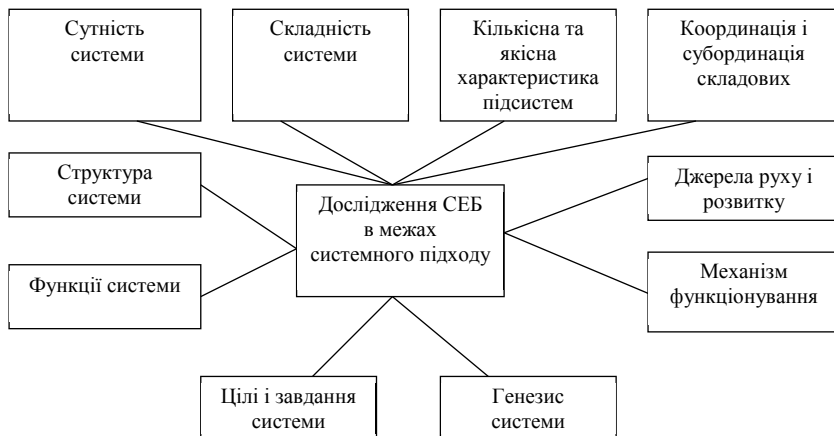 Сутність
системи
Складність
системи
Кількісна та
якісна
характеристика
підсистем
Координація і
субординація
складових
Структура
системи
Дослідження СЕБ
в межах
системного підходу
Джерела руху і
розвитку
Функції системи
Механізм
функціонування
Цілі і завдання
системи
Генезис
системи